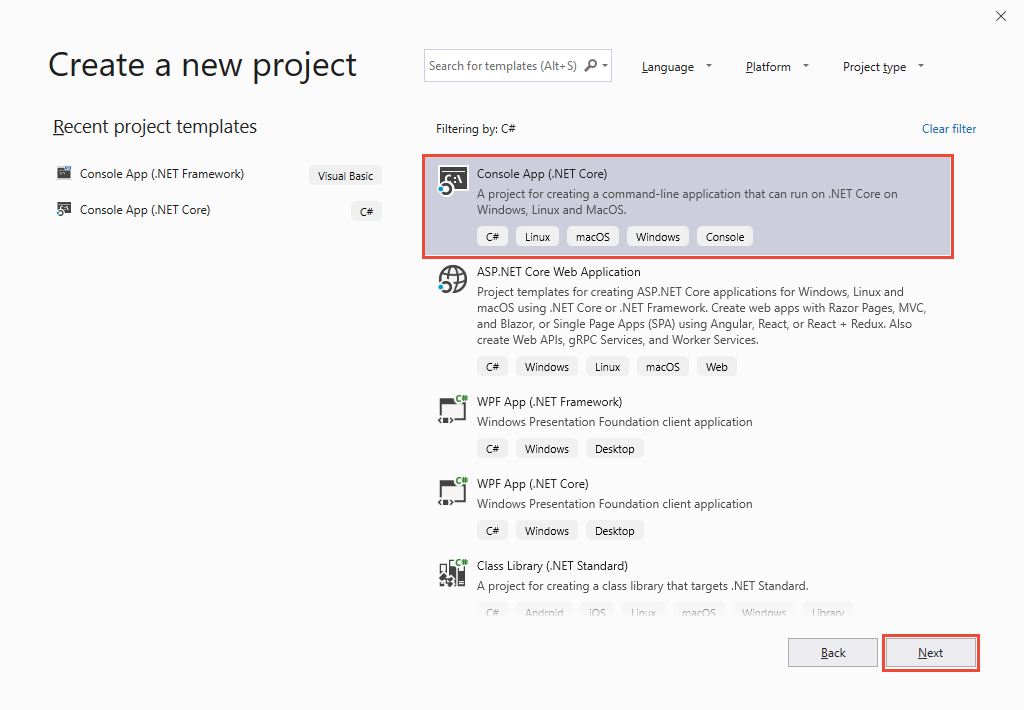 Create a new project
Search for templates (Alt+S)
Language
Platform
Project type
Recent project templates
Console App (.NET Framework)
Visual Basic
Console App (.NET Core)
C#
Filtering by: C#
Clear filter
C:\
Console App (.NET Core)
A project for creating a command-line application that can run on .NET Core on
Windows, Linux and MacOS.
C# Linux macOS Windows Console
ASP.NET Core Web Application
Project templates for creating ASP.NET Core applications for Windows, Linux and
macOS using .NET Core or .NET Framework. Create web apps with Razor Pages, MVC,
and Blazor, or Single Page Apps (SPA) using Angular, React, or React + Redux. Also
create Web APIs, gRPC Services, and Worker Services.
C# Windows Linux macOS Web
C#
WPF App (.NET Framework)
Windows Presentation Foundation client application
C# Windows Desktop
C#
WPF App (.NET Core)
Windows Presentation Foundation client application
C# Windows Desktop
C#
Class Library (.NET Standard)
A project for creating a class library that targets .NET Standard.
C# Android iOS Linux macOS Windows Library
Back
Next